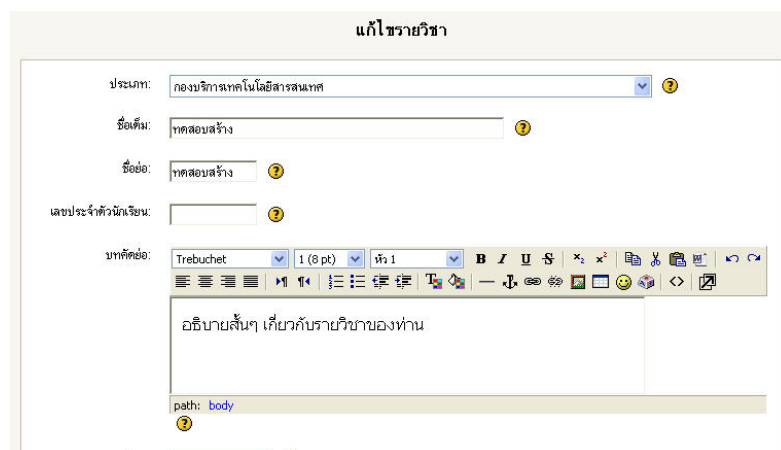 แก้ไขรายวิชา
ประเภท: กองบริการเทคโนโลยีสารสนเทศ
ชื่อเต็ม: ทดสอบสร้าง
ชื่อย่อ: ทดสอบสร้าง
เลขประจำตัวนักเรียน:
บทคัดย่อ: Trebuchet 1 (8 pt) หัว 1 B I U S
อธิบายสั้นๆ เกี่ยวกับรายวิชาของท่าน
path: body